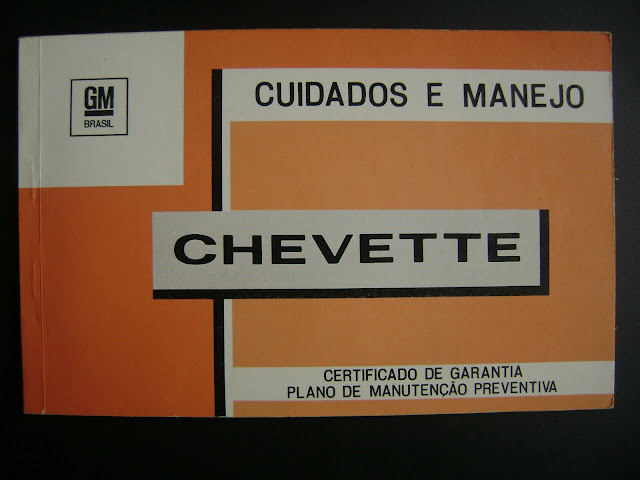 GM
BRASIL
CUIDADOS E MANEJO
CHEVETTE
CERTIFICADO DE GARANTIA
PLANO DE MANUTENÇÃO PREVENTIVA